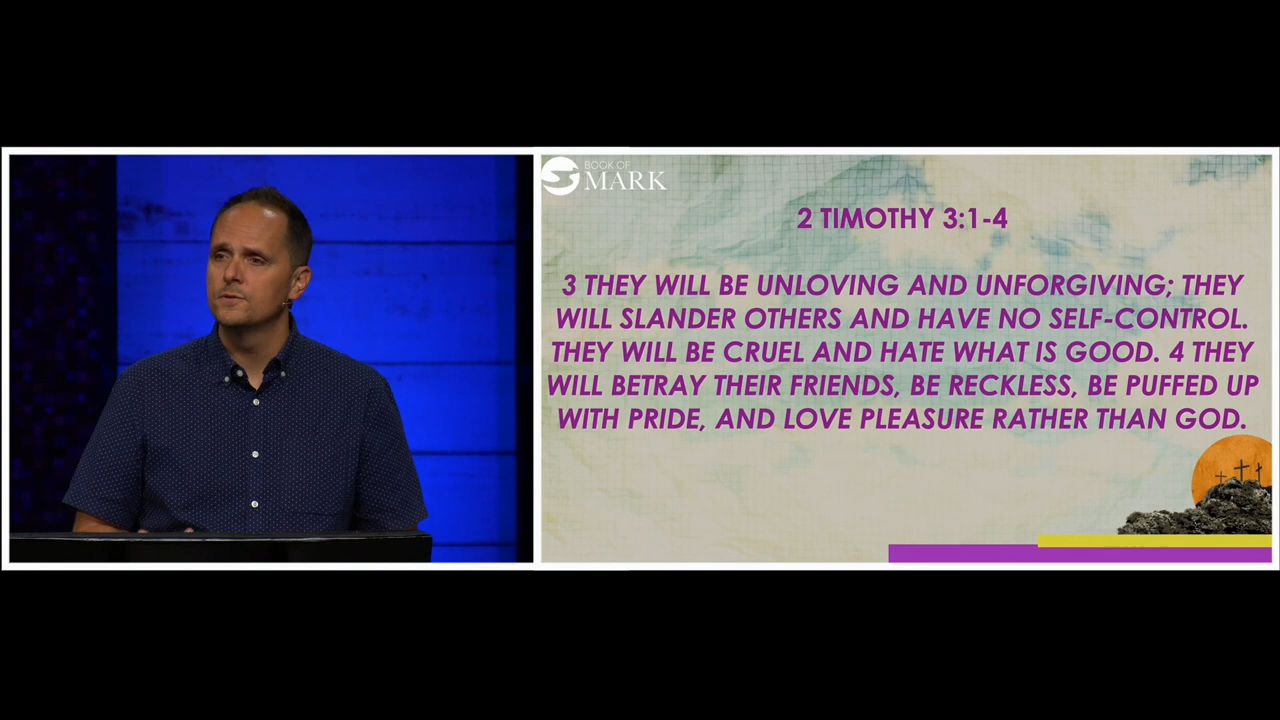 BOOK OF
MARK
2 TIMOTHY 3:1-4
3 THEY WILL BE UNLOVING AND UNFORGIVING; THEY
WILL SLANDER OTHERS AND HAVE NO SELF-CONTROL.
THEY WILL BE CRUEL AND HATE WHAT IS GOOD. 4 THEY
WILL BETRAY THEIR FRIENDS, BE RECKLESS, BE PUFFED UP
WITH PRIDE, AND LOVE PLEASURE RATHER THAN GOD.